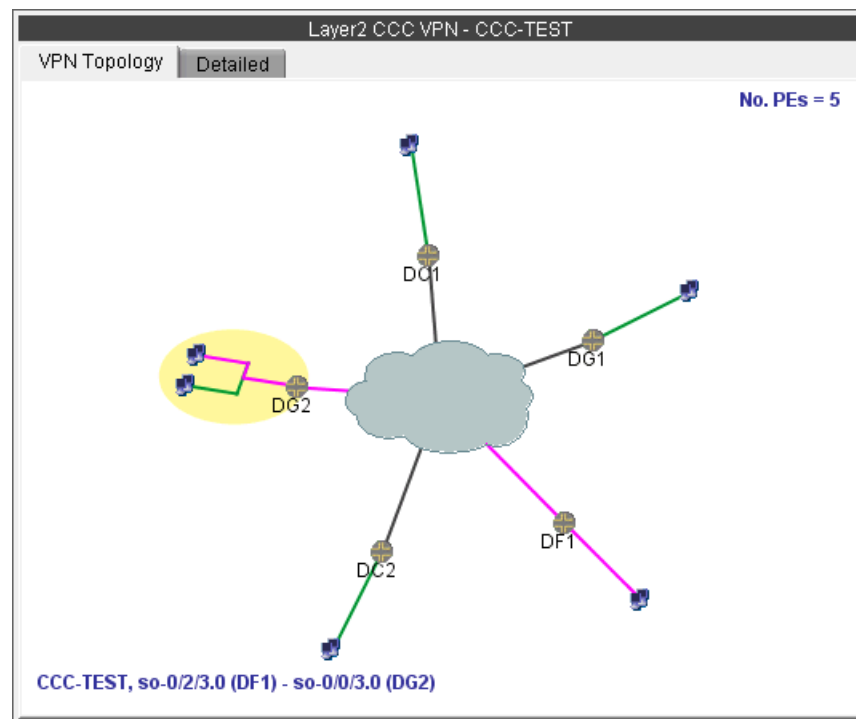 Layer2 CCC VPN - CCC-TEST
VPN Topology
Detailed
No. PEs = 5
DC1
DG1
DG2
DF1
DC2
CCC-TEST, so-0/2/3.0 (DF1) - so-0/0/3.0 (DG2)